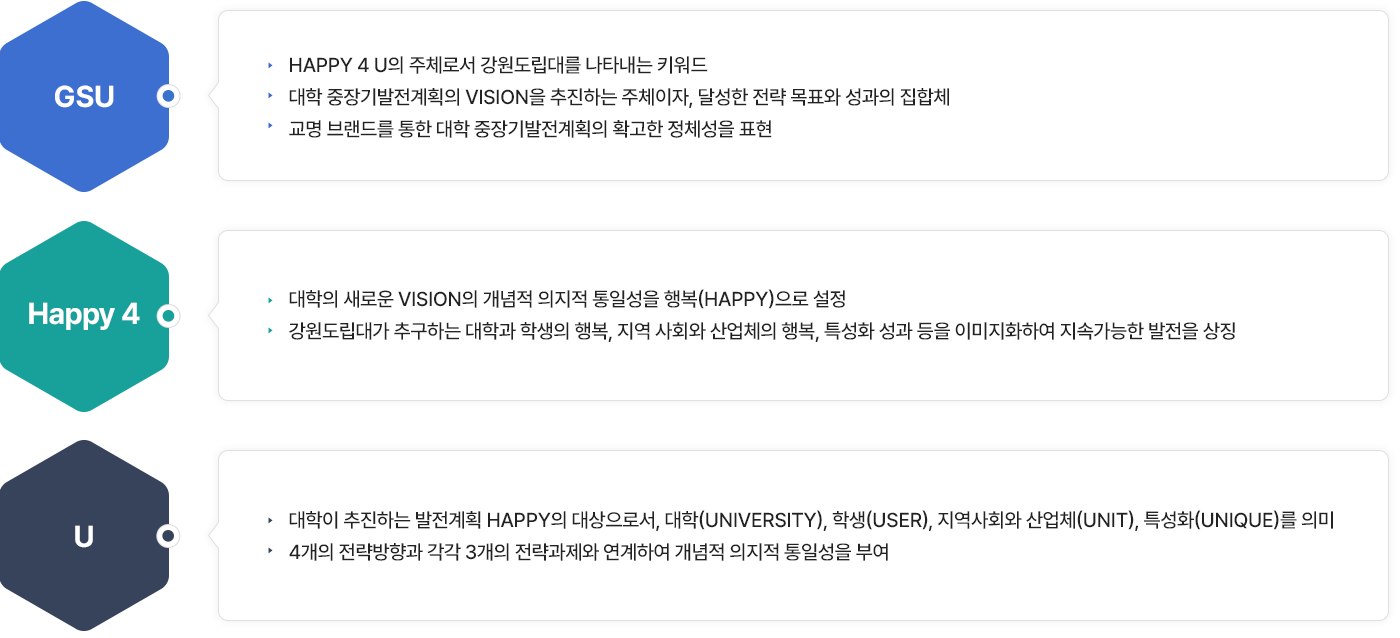 GSU
HAPPY 4 U의 주체로서 강원도립대를 나타내는 키워드
대학 중장기발전계획의 VISION을 추진하는 주체이자, 달성한 전략 목표와 성과의 집합체
교명 브랜드를 통한 대학 중장기발전계획의 확고한 정체성을 표현
Happy 4
대학의 새로운 VISION의 개념적 의지적 통일성을 행복(HAPPY)으로 설정
강원도립대가 추구하는 대학과 학생의 행복, 지역 사회와 산업체의 행복, 특성화 성과 등을 이미지화하여 지속가능한 발전을 상징
U
대학이 추진하는 발전계획 HAPPY의 대상으로서, 대학(UNIVERSITY), 학생(USER), 지역사회와 산업체(UNIT), 특성화(UNIQUE)를 의미
4개의 전략방향과 각각 3개의 전략과제와 연계하여 개념적 의지적 통일성을 부여